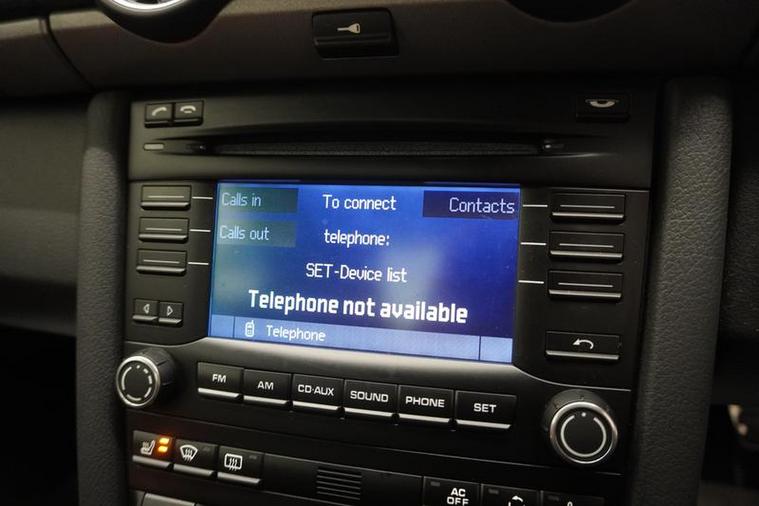 Calls in
To connect
Contacts
Calls out
telephone:
SET-Device list
Telephone not available
Telephone
FM
AM
CD·AUX
SOUND
PHONE
SET
AC
OFF